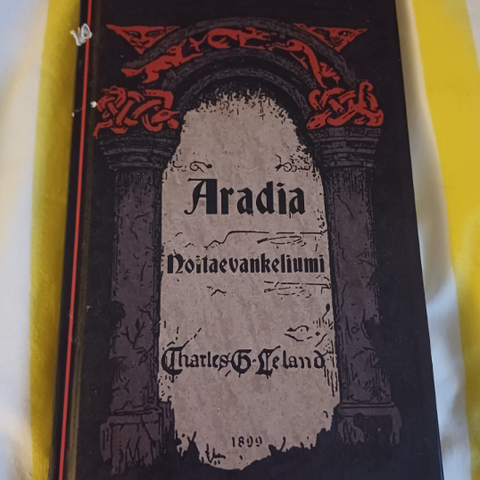 Aradia
Noitaevankeliumi
Charles G. Leland
1899